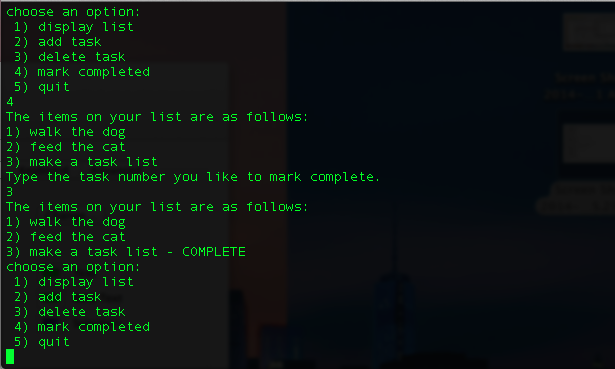 choose an option:
 1) display list
 2) add task
 3) delete task
 4) mark completed
 5) quit
4
The items on your list are as follows:
1) walk the dog
2) feed the cat
3) make a task list
Type the task number you like to mark complete.
3
The items on your list are as follows:
1) walk the dog
2) feed the cat
3) make a task list - COMPLETE
choose an option:
 1) display list
 2) add task
 3) delete task
 4) mark completed
 5) quit